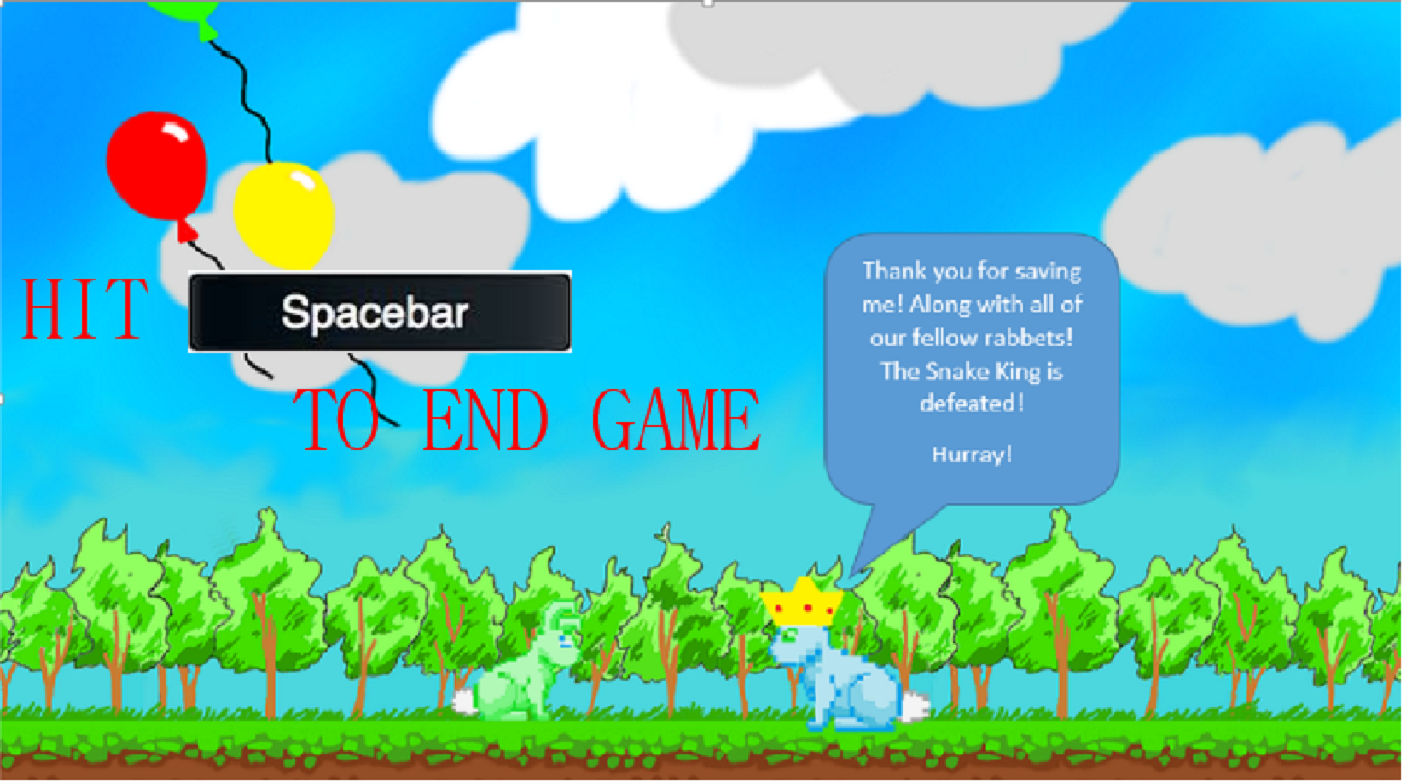 HIT
Spacebar
TO END GAME
Thank you for saving
me! Along with all of
our fellow rabbets!
The Snake King is
defeated!
Hurray!